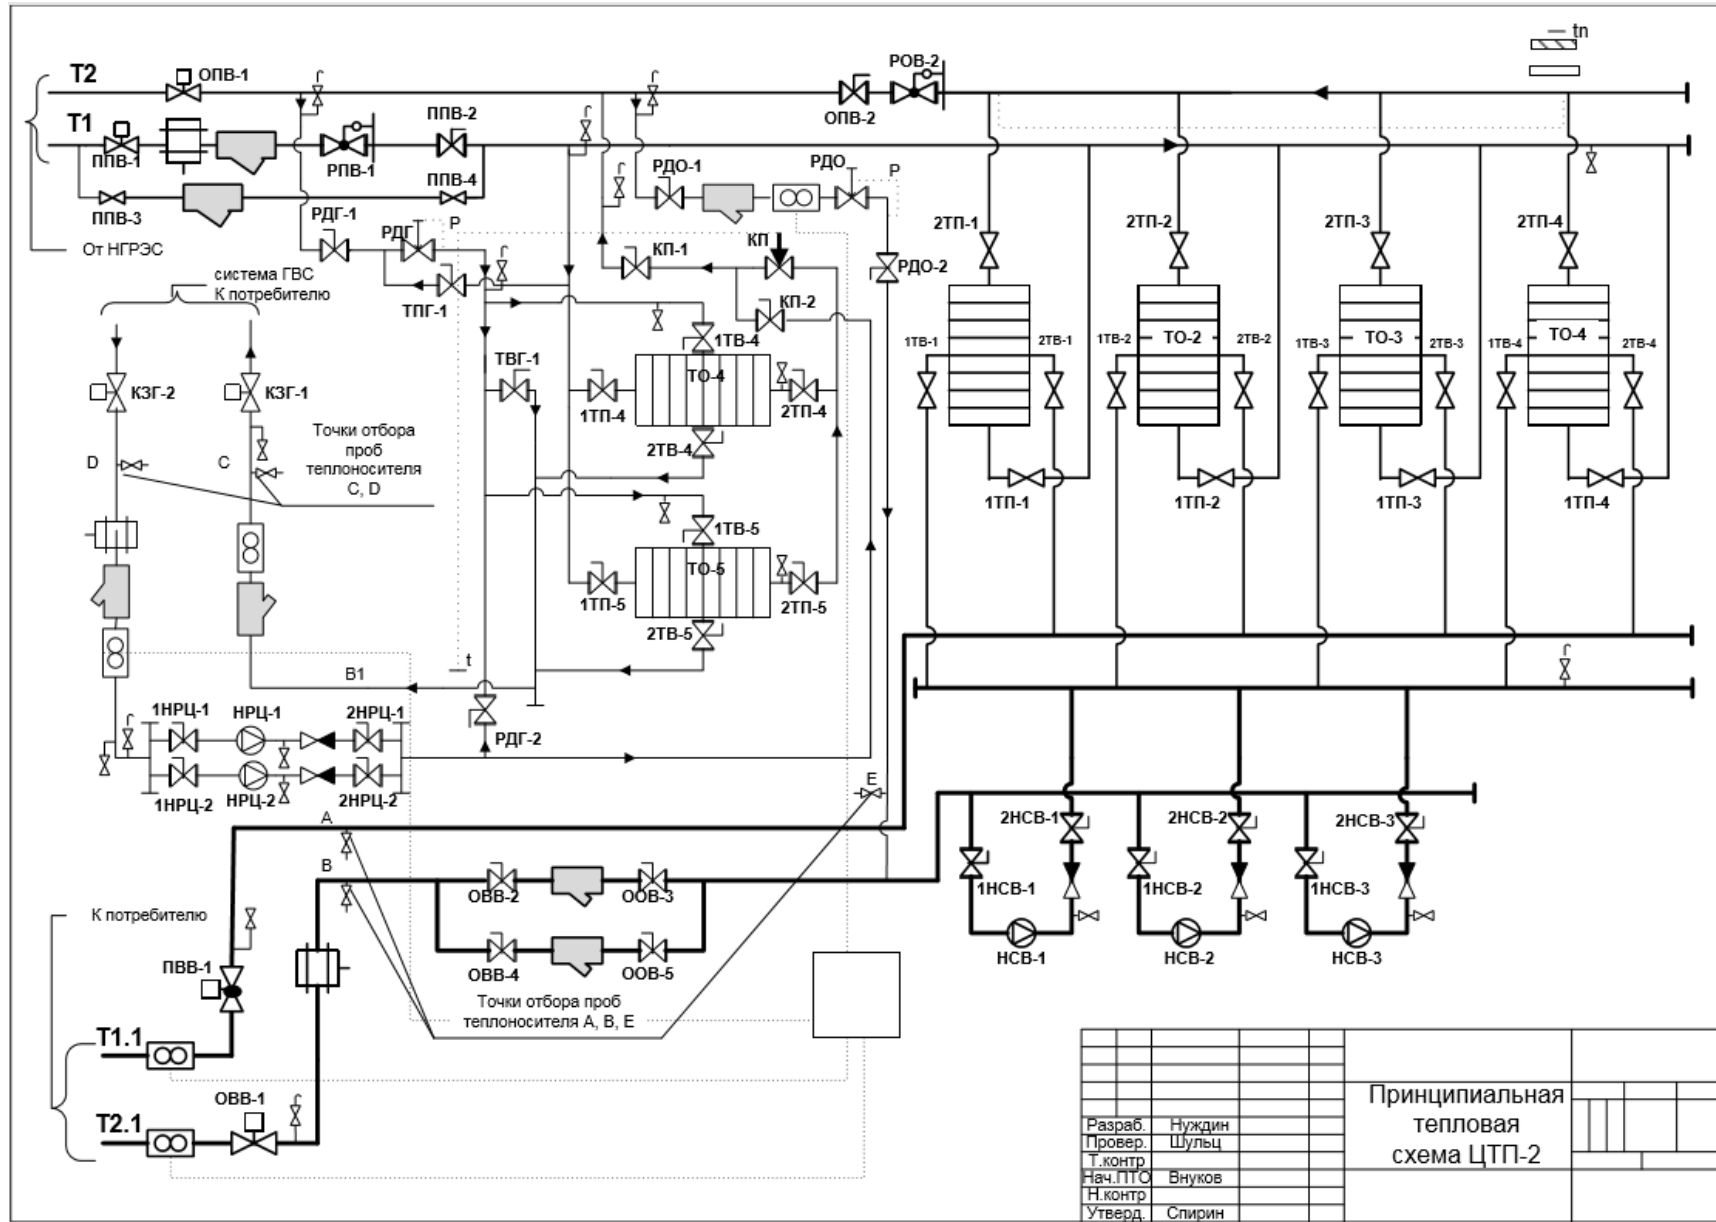 tn
T2
ОПВ-1
РОВ-2
ОПВ-2
T1
ППВ-1
РПВ-1
ППВ-2
ППВ-4
ППВ-3
РДО-1
РДО
P
От НГРЭС
РДГ-1
РДГ
P
КП-1
КП
РДО-2
2ТП-1
2ТП-2
2ТП-3
2ТП-4
система ГВС
К потребителю
ТПГ-1
КП-2
1ТВ-4
ТО-4
1ТП-4
2ТП-4
2ТВ-4
ТВГ-1
1ТВ-1
2ТВ-1
1ТВ-2
ТО-2
2ТВ-2
1ТВ-3
ТО-3
2ТВ-3
1ТВ-4
ТО-4
2ТВ-4
КЗГ-2
КЗГ-1
Точки отбора
проб
теплоносителя
C, D
D
C
1ТП-1
1ТП-2
1ТП-3
1ТП-4
1ТВ-5
ТО-5
1ТП-5
2ТП-5
2ТВ-5
t
B1
1НРЦ-1
НРЦ-1
2НРЦ-1
РДГ-2
1НРЦ-2
НРЦ-2
2НРЦ-2
E
A
B
2НСВ-1
2НСВ-2
2НСВ-3
1НСВ-1
1НСВ-2
1НСВ-3
НСВ-1
НСВ-2
НСВ-3
ОВВ-2
ООВ-3
ОВВ-4
ООВ-5
К потребителю
ПВВ-1
Точки отбора проб
теплоносителя А, В, Е
T1.1
ОВВ-1
T2.1
Принципиальная
тепловая
схема ЦТП-2
Разраб. Нуждин
Провер. Шульц
Т.контр
Нач.ПТО Внуков
Н.контр
Утверд. Спирин